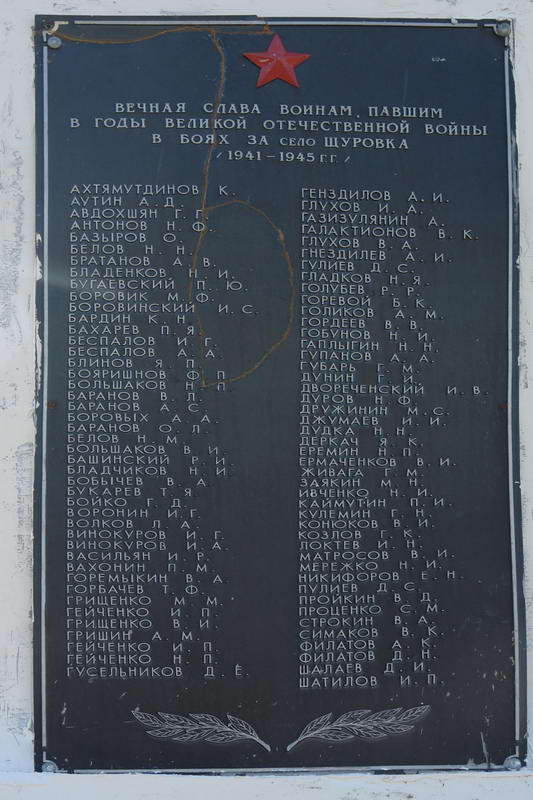 ВЕЧНАЯ СЛАВА ВОИНАМ, ПАВШИМ
В ГОДЫ ВЕЛИКОЙ ОТЕЧЕСТВЕННОЙ ВОЙНЫ
В БОЯХ ЗА СЕЛО ЩУРОВКА
/1941-1945 Г.Г./
АХТЯМУТДИНОВ К.
АУТИН А.Д.
АВДОХШЯН Г.Г.
АНТОНОВ Н.Ф.
БАЗЫРОВ О.
БЕЛОВ Н.Н.
БРАТАНОВ А.В.
БЛАДЕНКОВ Н.И.
БУГАЕВСКИЙ П.Ю.
БОРОВИК М.Ф.
БОРОВИНСКИЙ И.С.
БАРДИН К.Н.
БАХАРЕВ П.Я.
БЕСПАЛОВ И.Г.
БЕСПАЛОВ А.А.
БЛИНОВ Я.П.
БОЯРИШНОВ Ф.П.
БОЛЬШАКОВ Н.П.
БАРАНОВ В.Л.
БАРАНОВ А.С.
БОРОВЫХ А.А.
БАРАНОВ О.П.
БЕЛОВ Н.М.
БОЛЬШАКОВ В.И.
БАШИНСКИЙ Р.И.
БЛАДЧИКОВ Н.И.
БОБЫЧЕВ В.А.
БУКАРЕВ Т.Я.
БОЙКО Г.Д.
ВОРОНИН И.Г.
ВОЛКОВ Л.А.
ВИНОКУРОВ И.Г.
ВИНОКУРОВ И.А.
ВАСИЛЬЯН И.Р.
ВАХОНИН П.М.
ГОРЕМЫКИН В.А.
ГОРБАЧЕВ Т.Ф.
ГРИЩЕНКО М.М.
ГЕЙЧЕНКО И.П.
ГРИЩЕНКО В.И.
ГРИШИН А.М.
ГЕЙЧЕНКО И.П.
ГЕЙЧЕНКО Н.П.
ГУСЕЛЬНИКОВ Д.Е.
ГЕНЗДИЛОВ А.И.
ГЛУХОВ И.А.
ГАЗИЗУЛЯНИН А.
ГАЛАКТИОНОВ В.К.
ГЛУХОВ В.А.
ГНЕЗДИЛЕВ А.И.
ГУЛИЕВ Д.С.
ГЛАДКОВ Н.Я.
ГОЛУБЕВ Р.Р.
ГОРЕВОЙ Б.К.
ГОЛИКОВ А.М.
ГОРДЕЕВ В.В.
ГОБУНОВ Н.И.
ГАПЛЫГИН Н.Н.
ГУПАНОВ А.А.
ГУБАРЬ Г.М.
ДУНИН Г.И.
ДВОРЕЧЕНСКИЙ И.В.
ДУРОВ Н.Ф.
ДРУЖИНИН М.С.
ДЖУМАЕВ И.И.
ДУДКА Н.Н.
ДЕРКАЧ Я.К.
ЕРЕМИН Н.П.
ЕРМАЧЕНКОВ В.И.
ЖИВАГА Г.М.
ЗАЯКИН М.Н.
ИВЧЕНКО Н.И.
КАЙМУТИН П.И.
КУЛЕМИН Г.Н.
КОНЮКОВ В.И.
КОЗЛОВ Г.К.
ЛОКТЕВ И.Н.
МАТРОСОВ В.И.
МЕРЕЖКО Н.И.
НИКИФОРОВ Е.Н.
ПУЛИЕВ Д.С.
ПРОЙКИН В.Д.
ПРОЦЕНКО С.М.
СТРОКИН В.А.
СИМАКОВ В.К.
ФИЛАТОВ А.К.
ФИЛАТОВ Д.Н.
ШАЛАЕВ Д.И.
ШАТИЛОВ И.П.